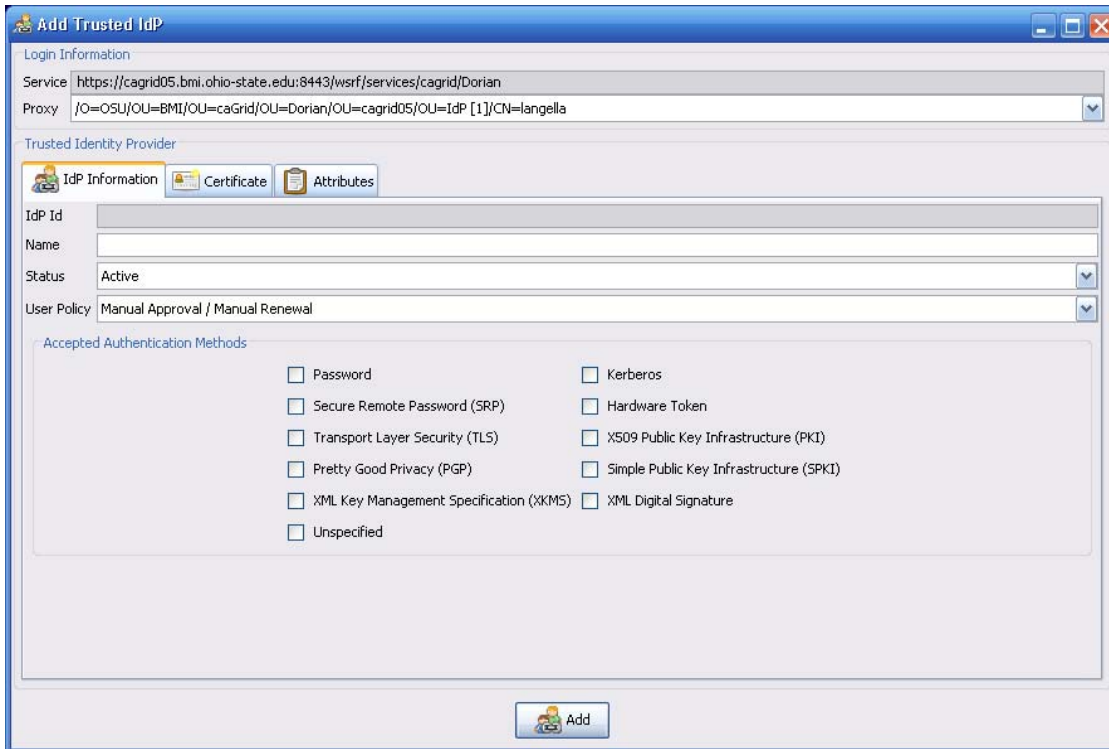 Add Trusted IdP
Login Information
Service https://cagrid05.bmi.ohio-state.edu:8443/wsrf/services/cagrid/Dorian
Proxy /O=OSU/OU=BMI/OU=caGrid/OU=Dorian/OU=cagrid05/OU=IdP [1]/CN=langella
Trusted Identity Provider
IdP Information Certificate Attributes
IdP Id
Name
Status Active
User Policy Manual Approval / Manual Renewal
Accepted Authentication Methods
Password Kerberos
Secure Remote Password (SRP) Hardware Token
Transport Layer Security (TLS) X509 Public Key Infrastructure (PKI)
Pretty Good Privacy (PGP) Simple Public Key Infrastructure (SPKI)
XML Key Management Specification (XKMS) XML Digital Signature
Unspecified
Add